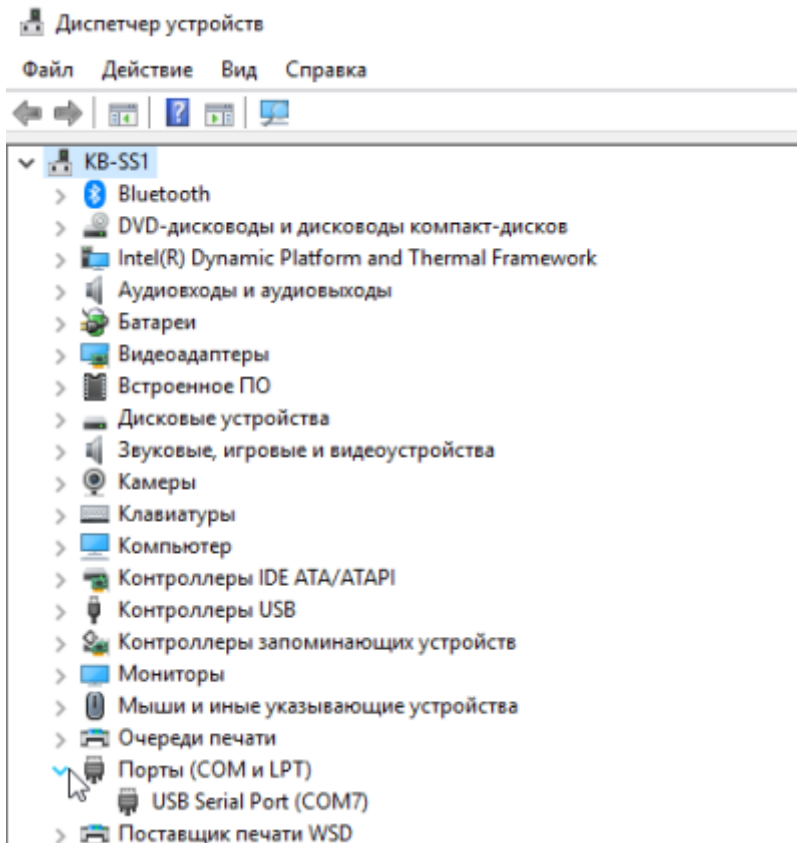 Диспетчер устройств
Файл Действие Вид Справка
KB-SS1
Bluetooth
DVD-дисководы и дисководы компакт-дисков
Intel(R) Dynamic Platform and Thermal Framework
Аудиовходы и аудиовыходы
Батареи
Видеоадаптеры
Встроенное ПО
Дисковые устройства
Звуковые, игровые и видеоустройства
Камеры
Клавиатуры
Компьютер
Контроллеры IDE ATA/ATAPI
Контроллеры USB
Контроллеры запоминающих устройств
Мониторы
Мыши и иные указывающие устройства
Очереди печати
Порты (COM и LPT)
USB Serial Port (COM7)
Поставщик печати WSD